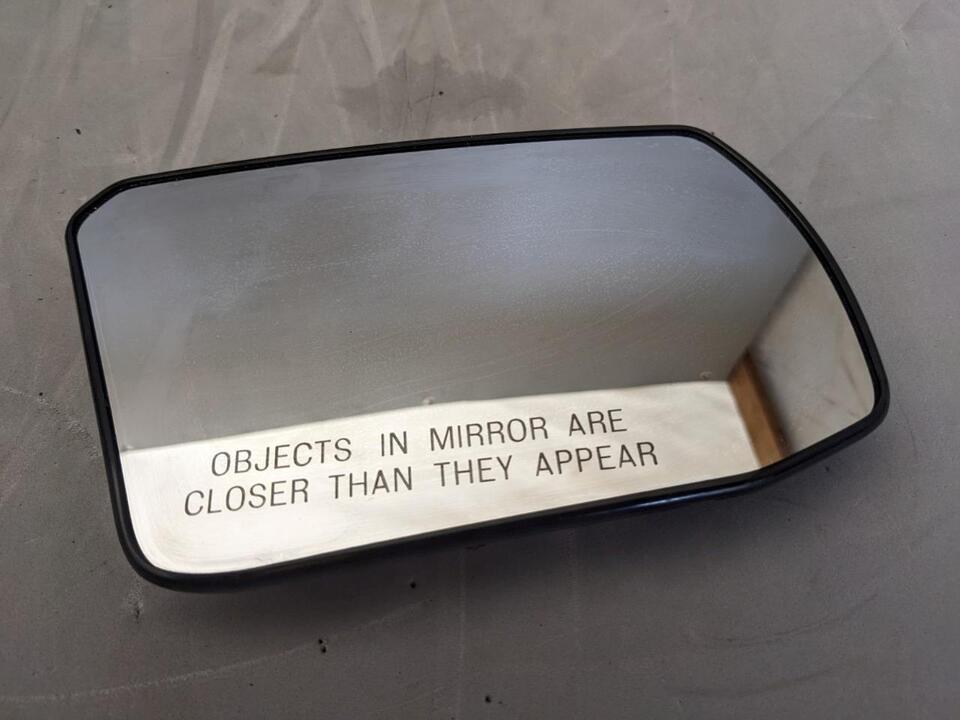 OBJECTS IN MIRROR ARE
CLOSER THAN THEY APPEAR